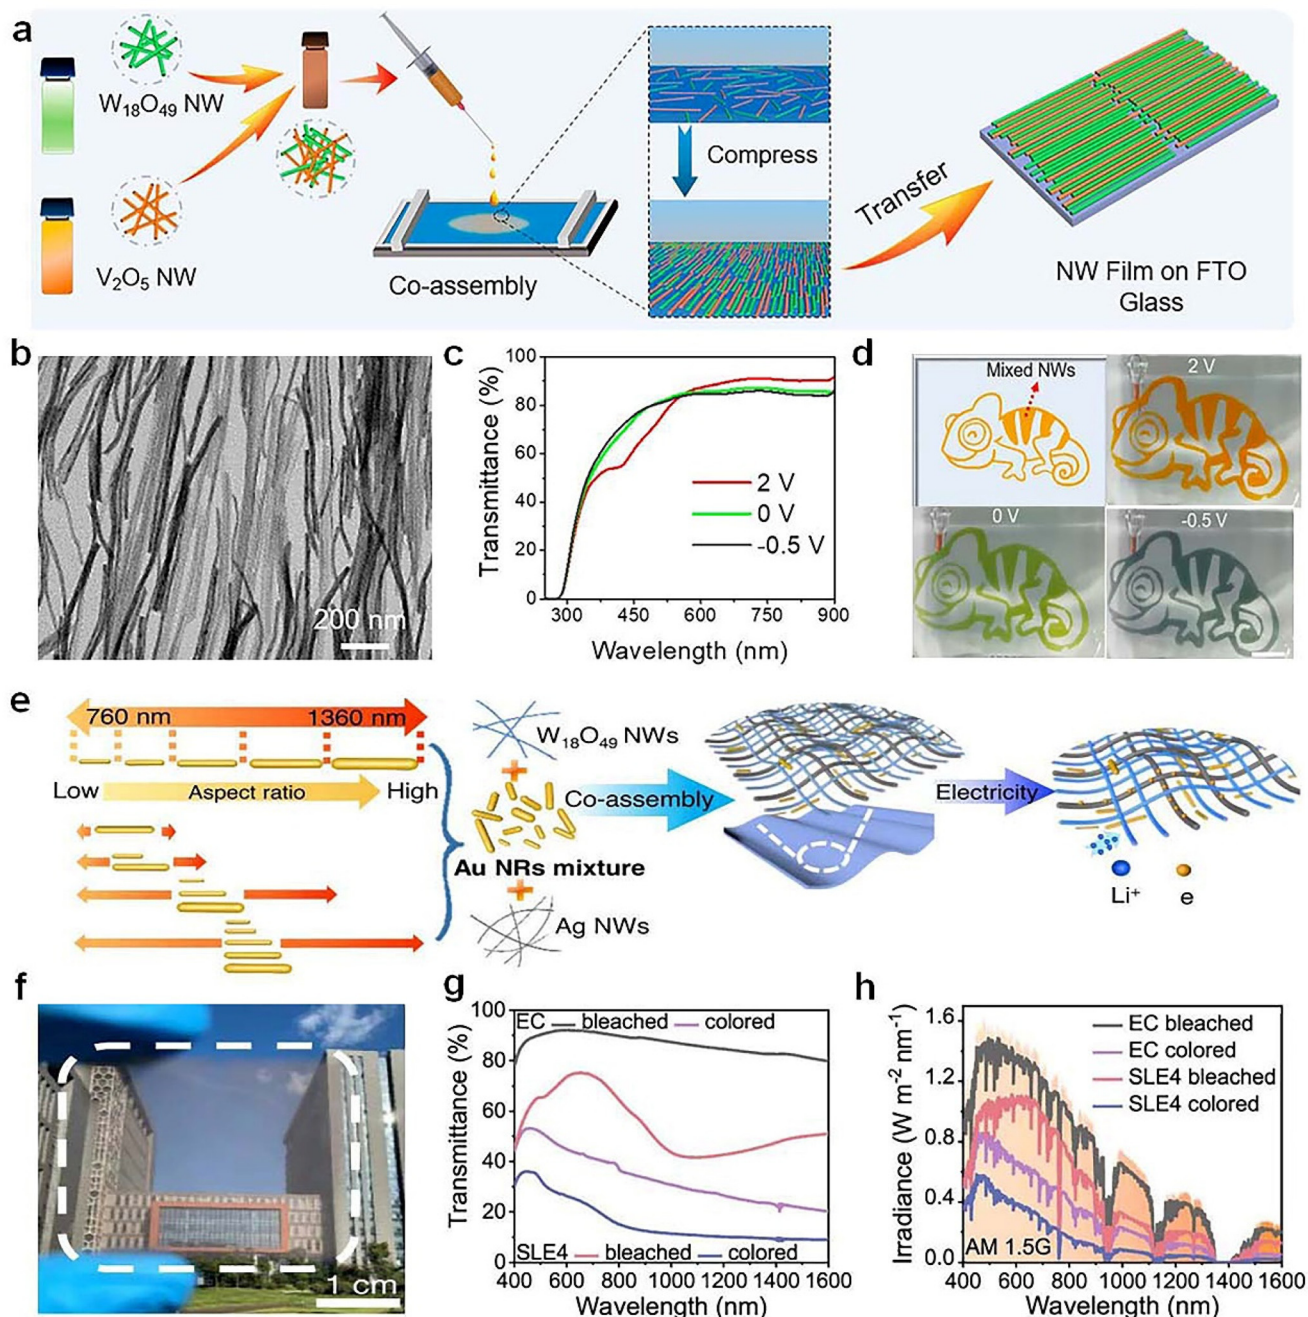 a
W₁₈O₄₉ NW
V₂O₅ NW
Co-assembly
Compress
Transfer
NW Film on FTO
Glass
b
200 nm
c
Transmittance (%)
100
80
60
40
20
0
2 V
0 V
-0.5 V
300
450
600
750
900
Wavelength (nm)
d
Mixed NWs
2 V
0 V
-0.5 V
e
760 nm
1360 nm
Low
Aspect ratio
High
W₁₈O₄₉ NWs
Au NRs mixture
Ag NWs
Co-assembly
Electricity
Li⁺
e
f
1 cm
g
Transmittance (%)
100
80
60
40
20
0
EC bleached colored
SLE4 bleached colored
400
600
800
1000
1200
1400
1600
Wavelength (nm)
h
Irradiance (W m⁻² nm⁻¹)
1.6
1.2
0.8
0.4
0.0
EC bleached
EC colored
SLE4 bleached
SLE4 colored
AM 1.5G
400
600
800
1000
1200
1400
1600
Wavelength (nm)